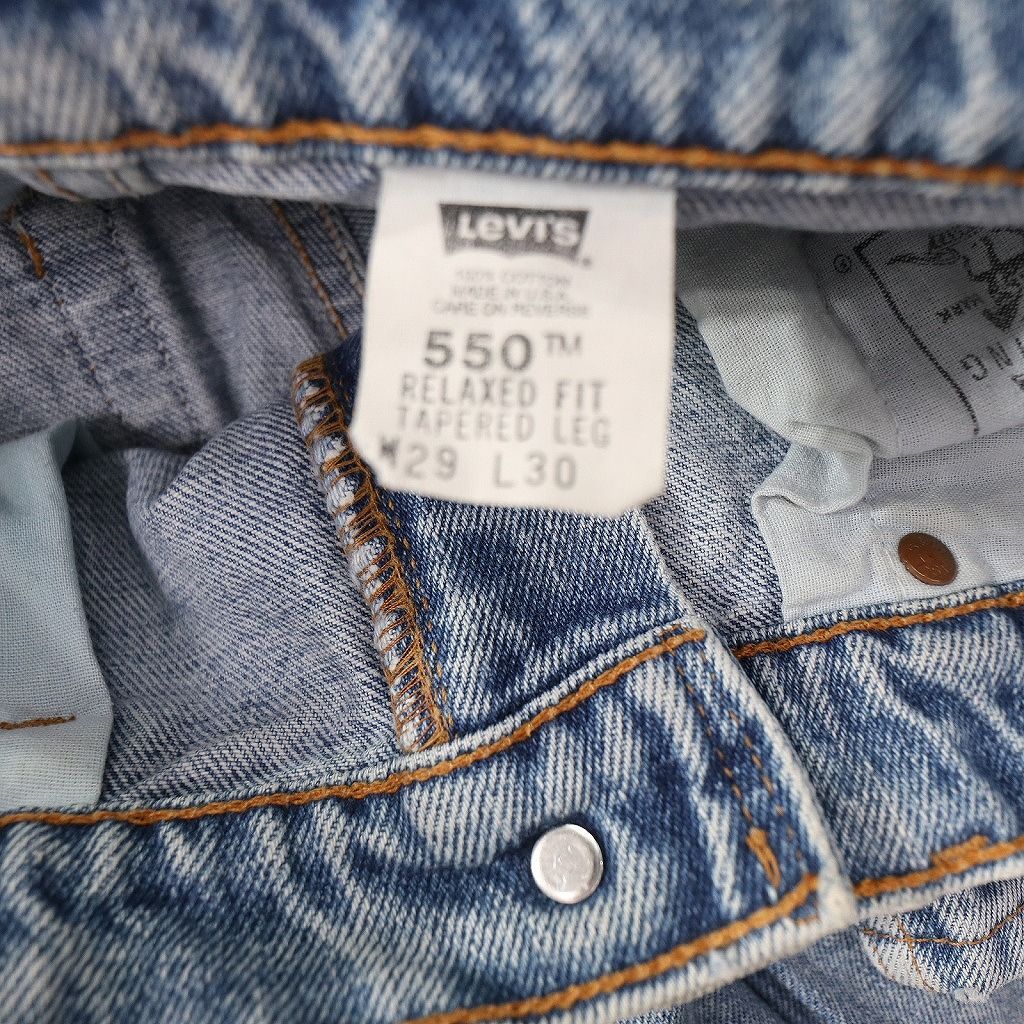 Levi's
100% COTTON
MADE IN U.S.A.
CARE ON REVERSE
550™
RELAXED FIT
TAPERED LEG
W29 L30
®